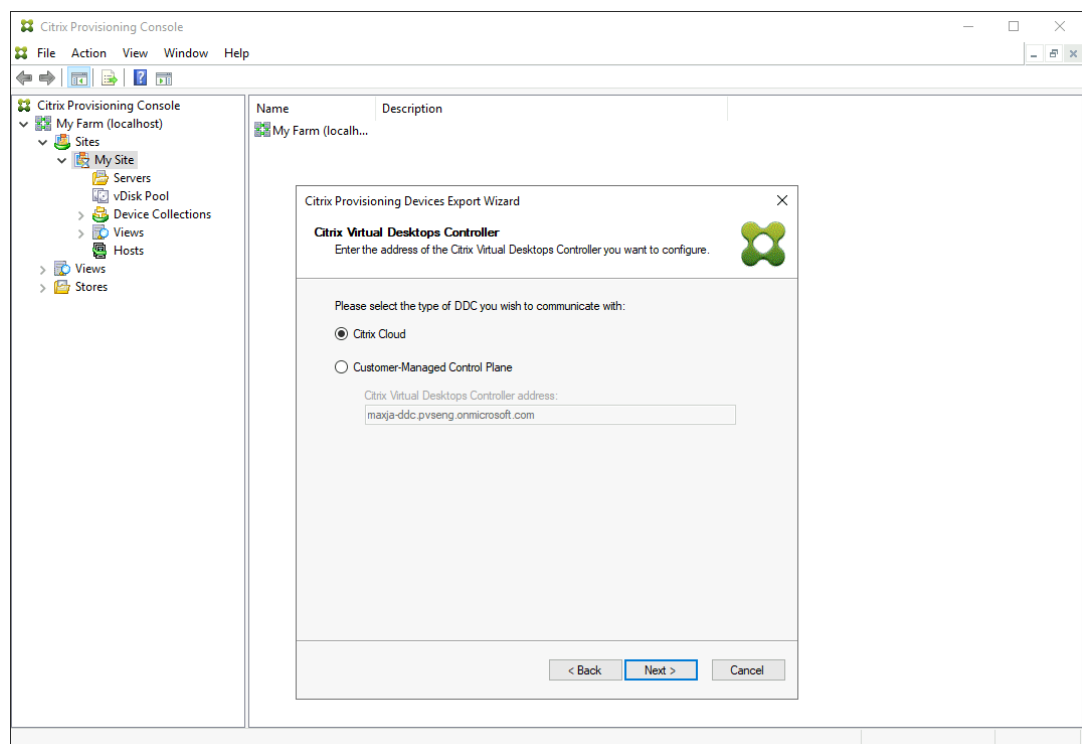 Citrix Provisioning Console
File Action View Window Help
Citrix Provisioning Console
My Farm (localhost)
Sites
My Site
Servers
vDisk Pool
Device Collections
Views
Hosts
Views
Stores
Name Description
My Farm (localh...
Citrix Provisioning Devices Export Wizard
Citrix Virtual Desktops Controller
Enter the address of the Citrix Virtual Desktops Controller you want to configure.
Please select the type of DDC you wish to communicate with:
Citrix Cloud
Customer-Managed Control Plane
Citrix Virtual Desktops Controller address:
maxja-ddc.pvseng.onmicrosoft.com
< Back Next > Cancel